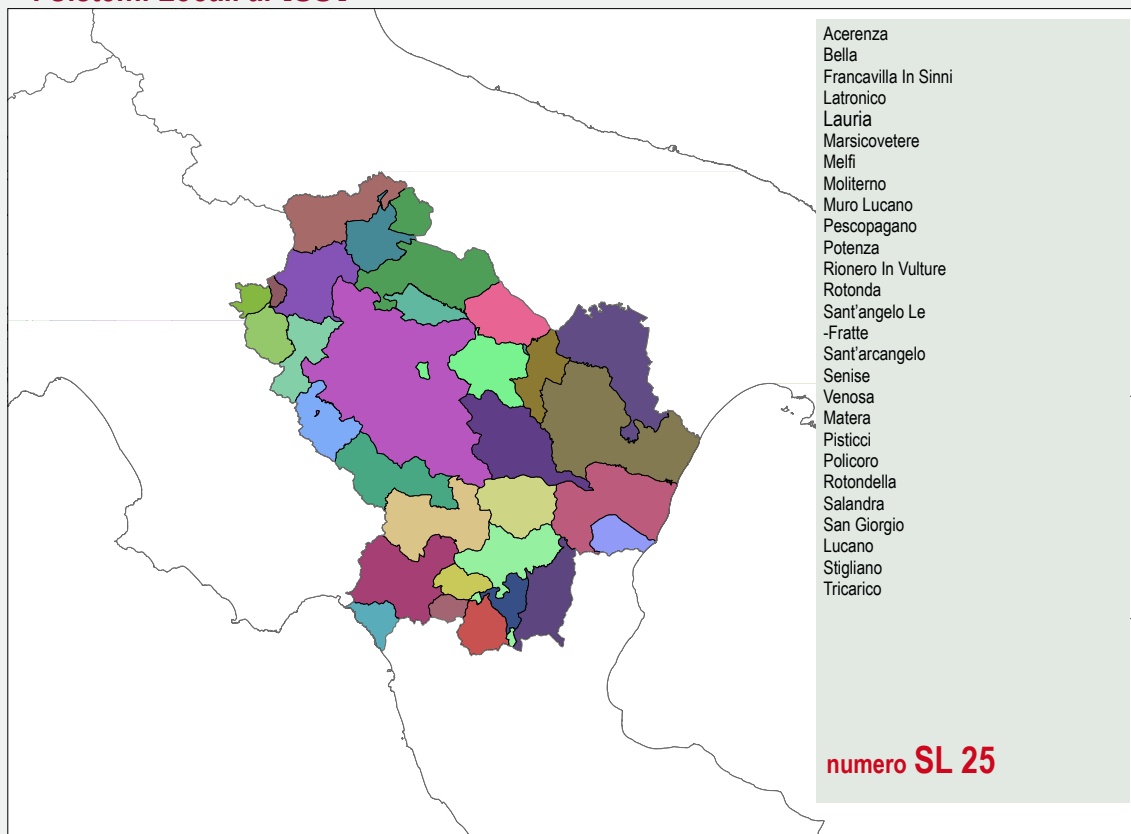 Acerenza
Bella
Francavilla In Sinni
Latronico
Lauria
Marsicovetere
Melfi
Moliterno
Muro Lucano
Pescopagano
Potenza
Rionero In Vulture
Rotonda
Sant'angelo Le
-Fratte
Sant'arcangelo
Senise
Venosa
Matera
Pisticci
Policoro
Rotondella
Salandra
San Giorgio
Lucano
Stigliano
Tricarico
numero SL 25